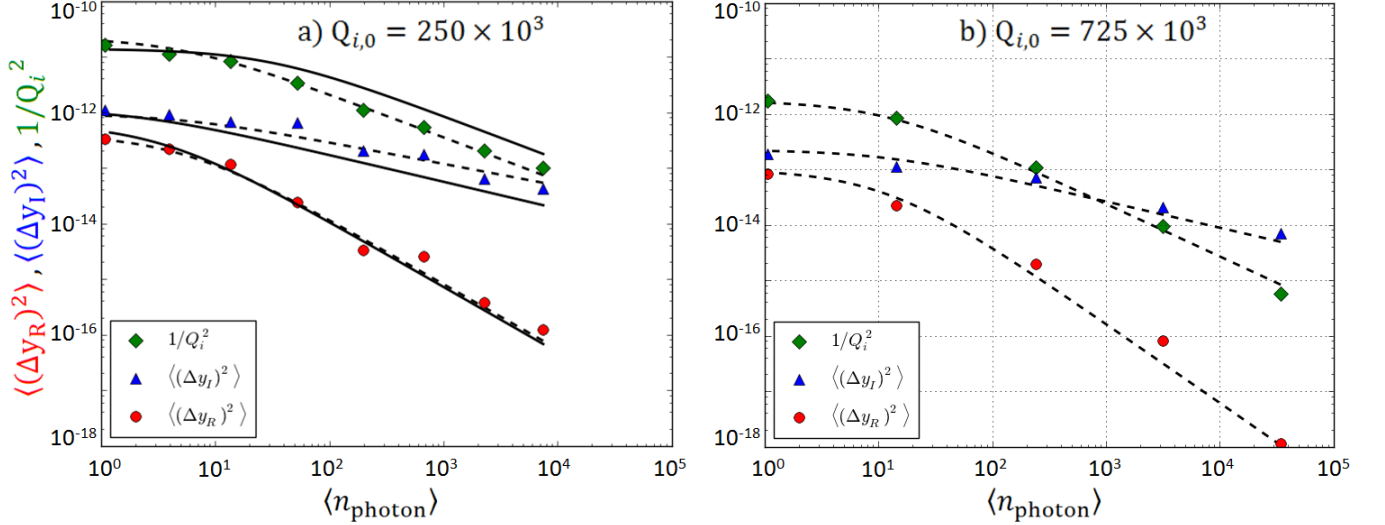 a) Q_{i,0} = 250 × 10^3
b) Q_{i,0} = 725 × 10^3
⟨(Δy_R)^2⟩, ⟨(Δy_I)^2⟩, 1/Q_i^2
10^{-10}
10^{-12}
10^{-14}
10^{-16}
10^{-18}
1/Q_i^2
⟨(Δy_I)^2⟩
⟨(Δy_R)^2⟩
10^0 10^1 10^2 10^3 10^4 10^5
⟨n_photon⟩
10^{-10}
10^{-12}
10^{-14}
10^{-16}
10^{-18}
1/Q_i^2
⟨(Δy_I)^2⟩
⟨(Δy_R)^2⟩
10^0 10^1 10^2 10^3 10^4 10^5
⟨n_photon⟩